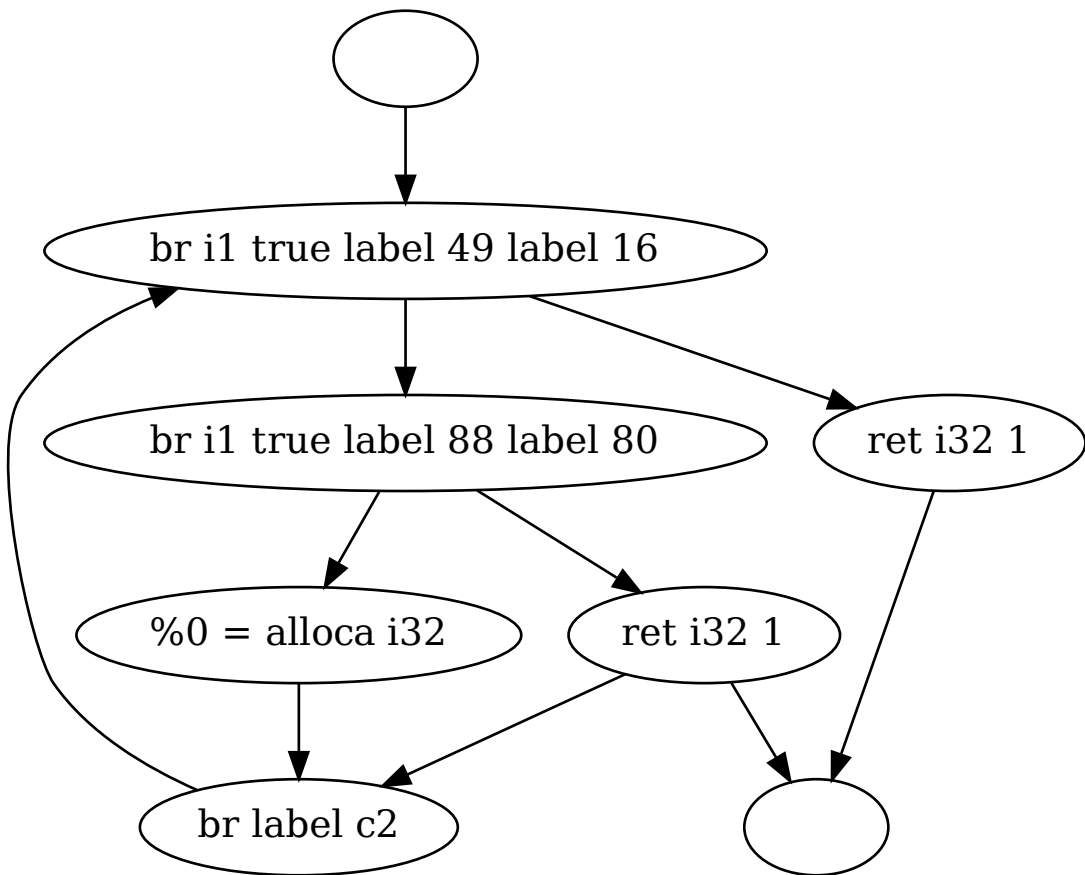 br i1 true label 49 label 16
br i1 true label 88 label 80
ret i32 1
%0 = alloca i32
ret i32 1
br label c2